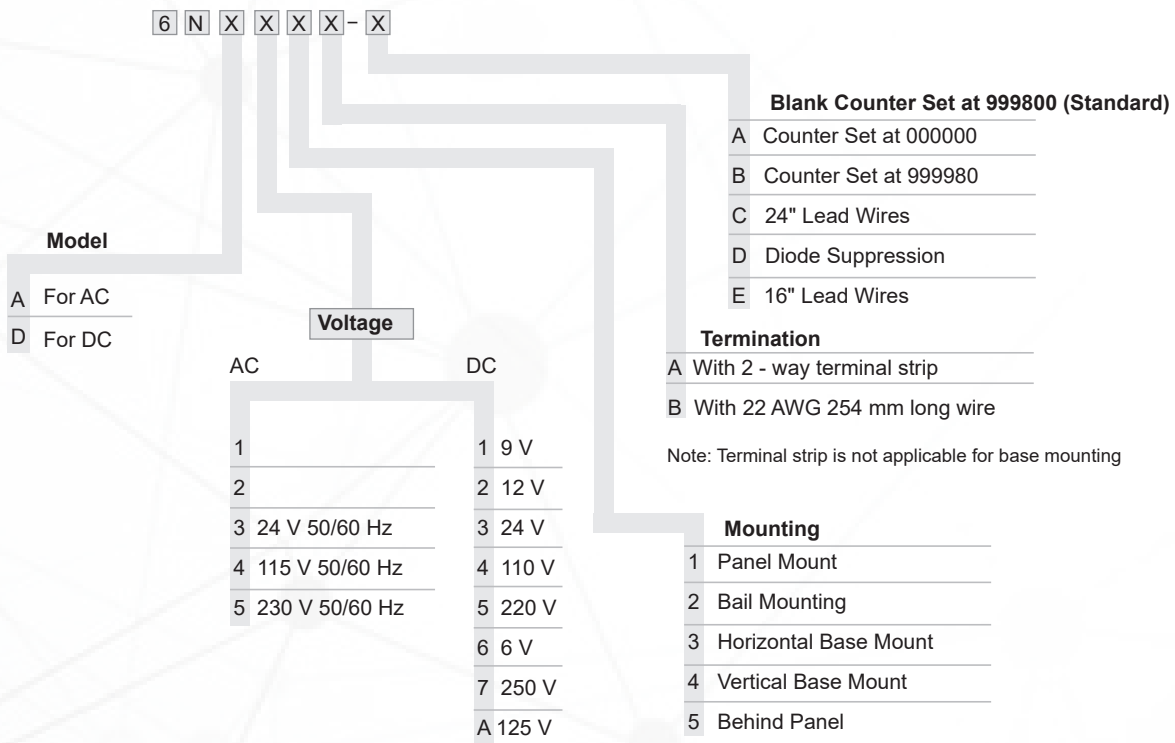 6 N X X X X - X
Blank Counter Set at 999800 (Standard)
A Counter Set at 000000
B Counter Set at 999980
C 24" Lead Wires
D Diode Suppression
E 16" Lead Wires
Model
A For AC
D For DC
Termination
A With 2 - way terminal strip
B With 22 AWG 254 mm long wire
Note: Terminal strip is not applicable for base mounting
Voltage
AC
1
2
3 24 V 50/60 Hz
4 115 V 50/60 Hz
5 230 V 50/60 Hz
DC
1 9 V
2 12 V
3 24 V
4 110 V
5 220 V
6 6 V
7 250 V
A 125 V
Mounting
1 Panel Mount
2 Bail Mounting
3 Horizontal Base Mount
4 Vertical Base Mount
5 Behind Panel